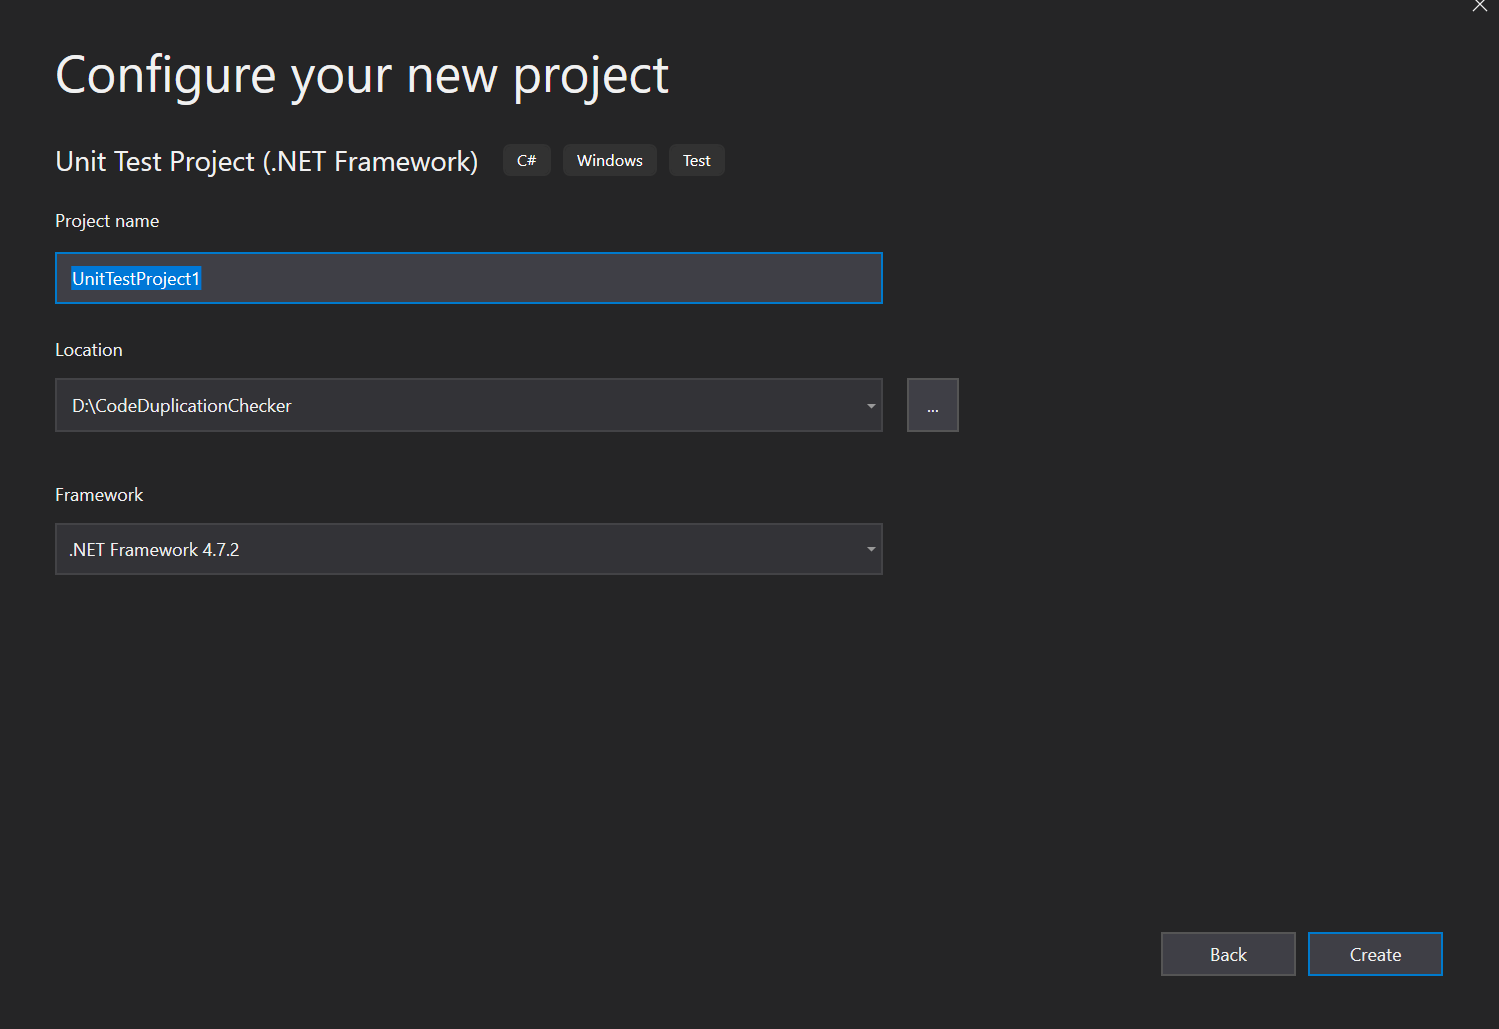 Configure your new project
Unit Test Project (.NET Framework) C# Windows Test
Project name
UnitTestProject1
Location
D:\CodeDuplicationChecker
...
Framework
.NET Framework 4.7.2
Back Create